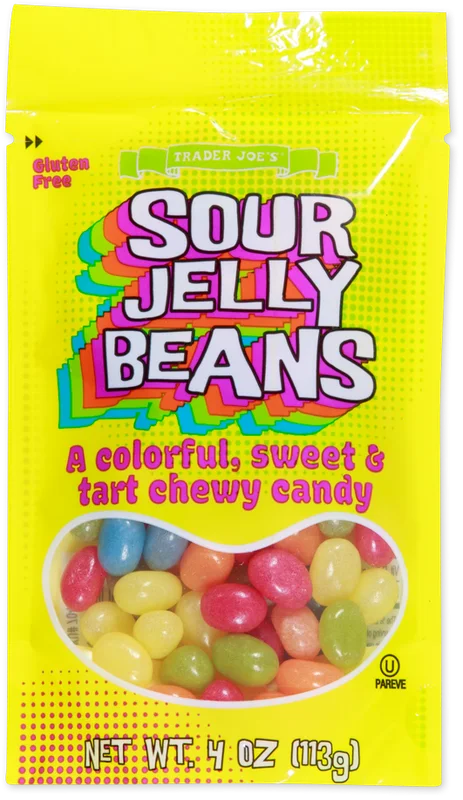 Gluten
Free
TRADER JOE'S
SOUR
JELLY
BEANS
A colorful, sweet &
tart chewy candy
U
PAREVE
NET WT. 4 OZ (113g)